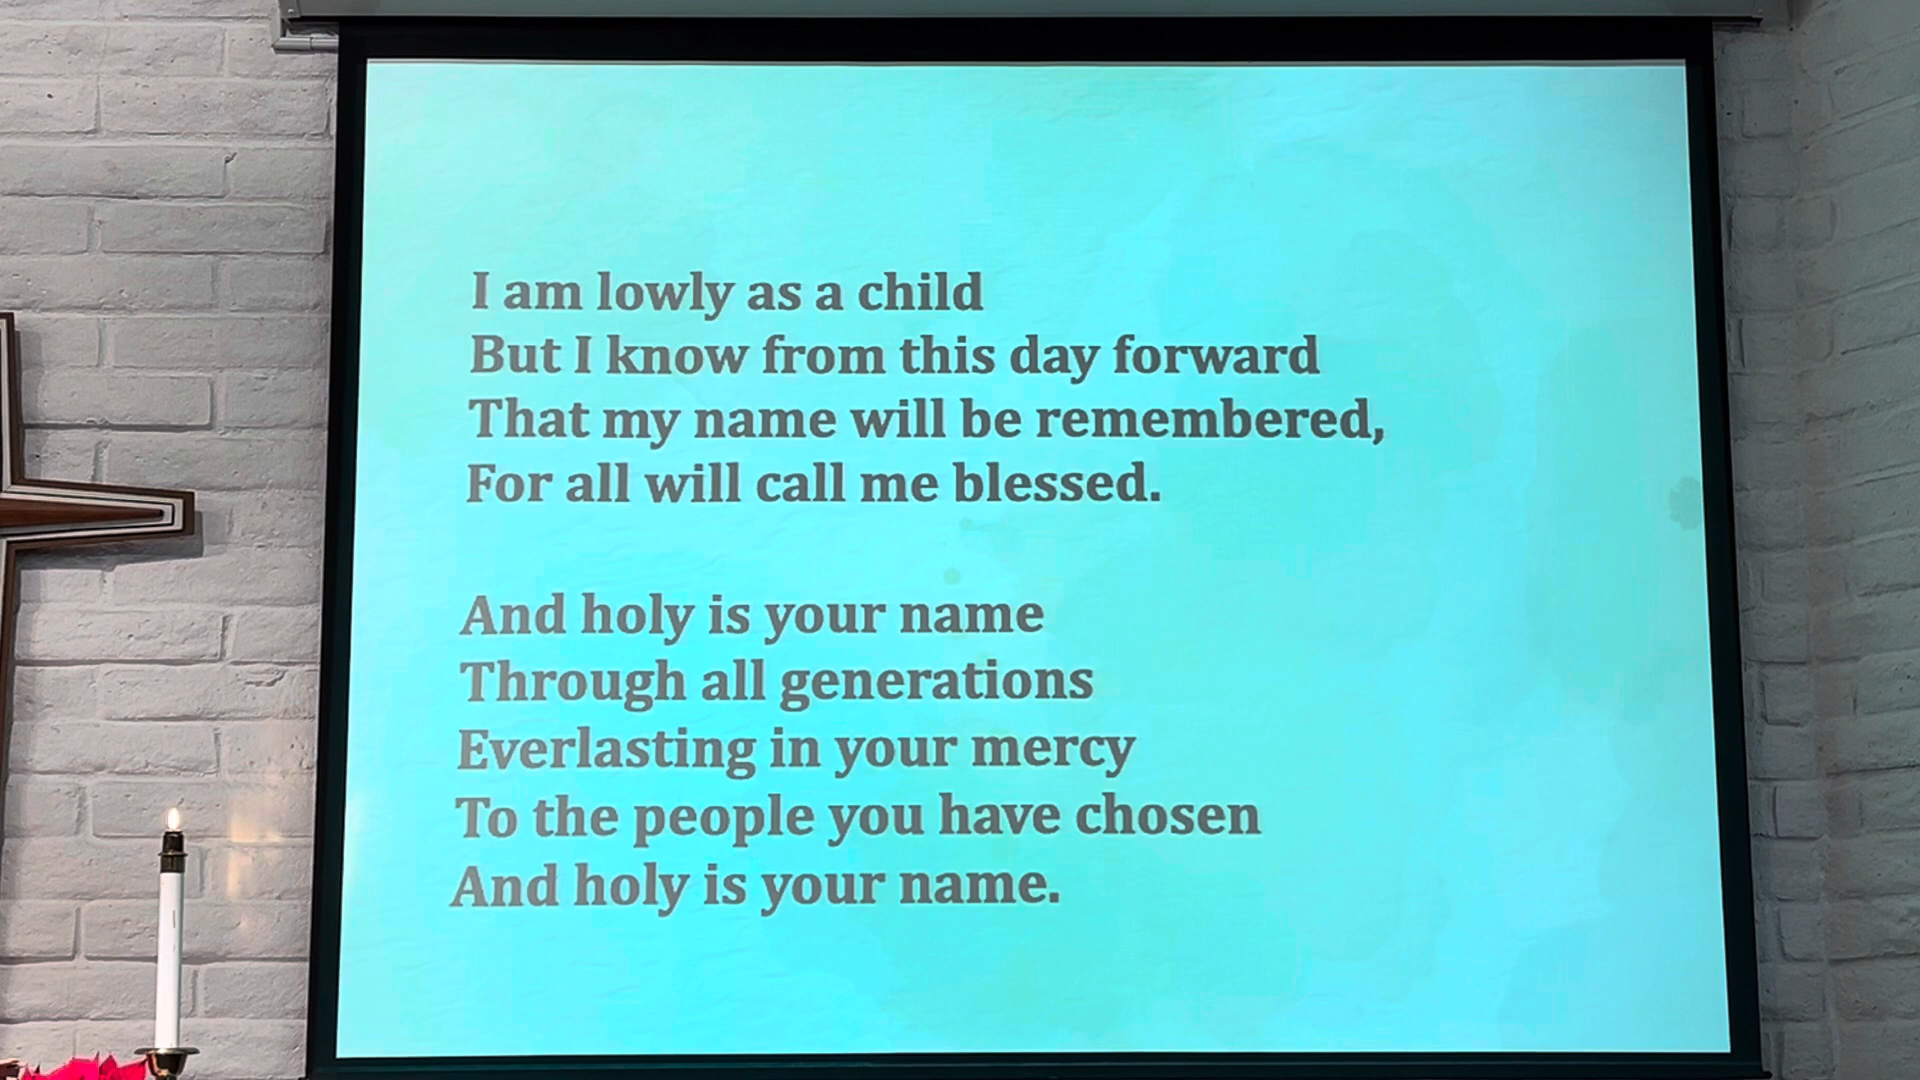 I am lowly as a child
But I know from this day forward
That my name will be remembered,
For all will call me blessed.
And holy is your name
Through all generations
Everlasting in your mercy
To the people you have chosen
And holy is your name.